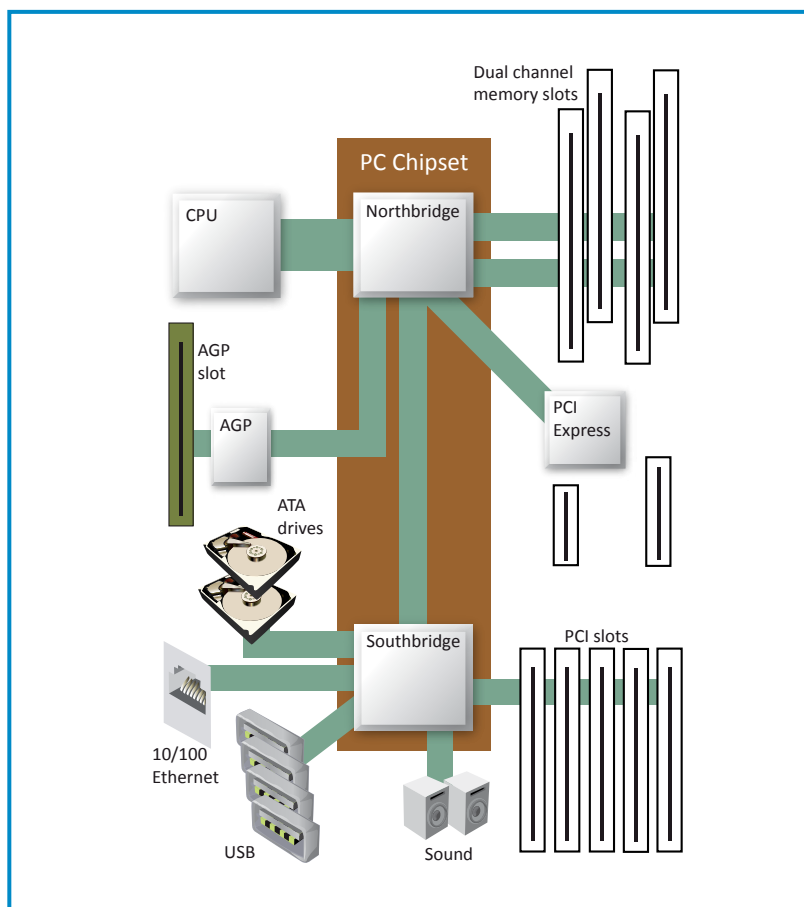 Dual channel
memory slots
PC Chipset
CPU
Northbridge
AGP
slot
AGP
PCI
Express
ATA
drives
Southbridge
PCI slots
10/100
Ethernet
USB
Sound